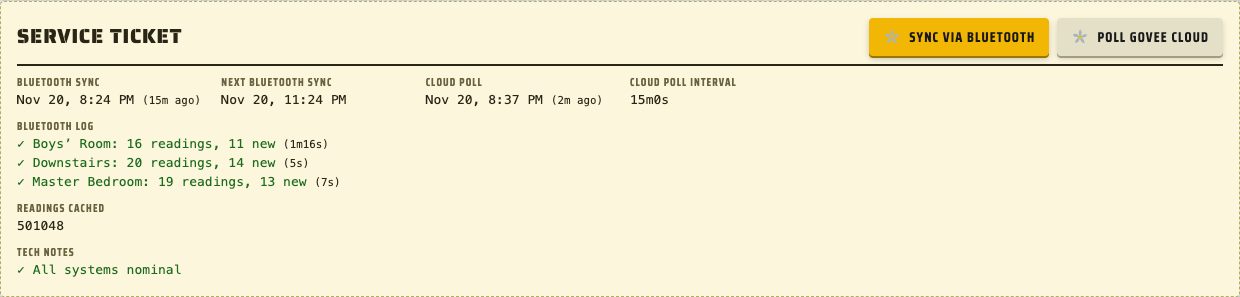 SERVICE TICKET
SYNC VIA BLUETOOTH
POLL GOVEE CLOUD
BLUETOOTH SYNC
Nov 20, 8:24 PM (15m ago)
NEXT BLUETOOTH SYNC
Nov 20, 11:24 PM
CLOUD POLL
Nov 20, 8:37 PM (2m ago)
CLOUD POLL INTERVAL
15m0s
BLUETOOTH LOG
✓ Boys’ Room: 16 readings, 11 new (1m16s)
✓ Downstairs: 20 readings, 14 new (5s)
✓ Master Bedroom: 19 readings, 13 new (7s)
READINGS CACHED
501048
TECH NOTES
✓ All systems nominal